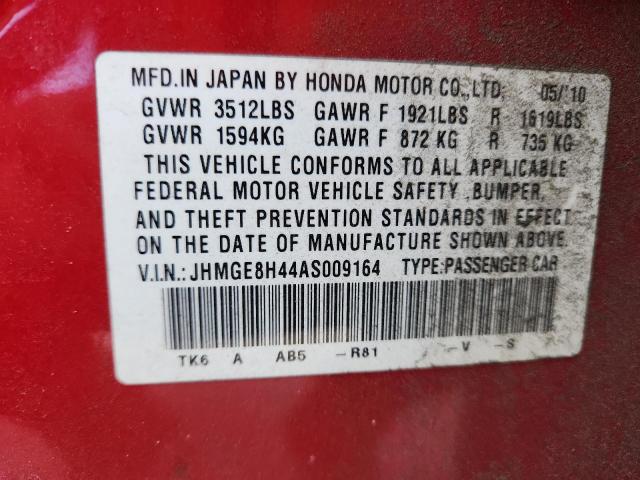 MFD.IN JAPAN BY HONDA MOTOR CO.,LTD. 05/'10
GVWR 3512LBS GAWR F 1921LBS R 1619LBS
GVWR 1594KG GAWR F 872 KG R 735 KG
THIS VEHICLE CONFORMS TO ALL APPLICABLE
FEDERAL MOTOR VEHICLE SAFETY ,BUMPER,
AND THEFT PREVENTION STANDARDS IN EFFECT
ON THE DATE OF MANUFACTURE SHOWN ABOVE.
V.I.N.: JHMGE8H44AS009164 TYPE:PASSENGER CAR
TK6 A AB5 -R81 -V -S